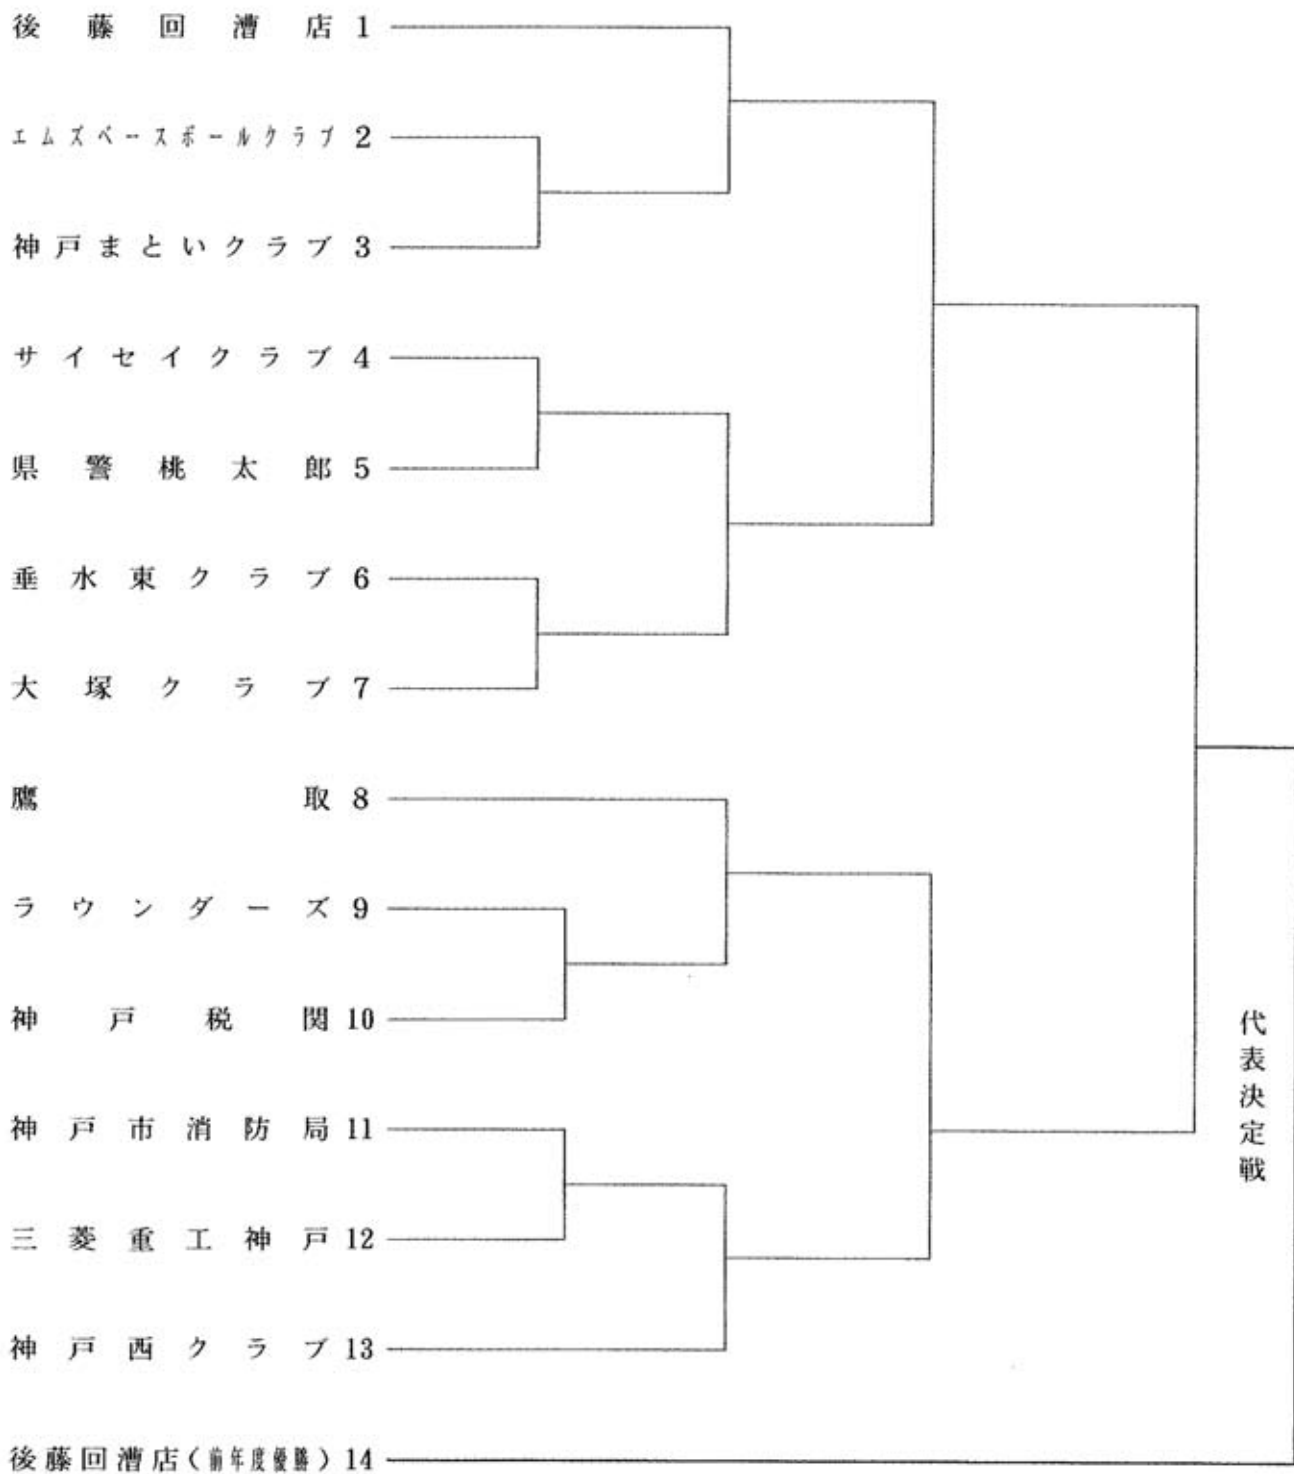 後藤回漕店 1
エムズベースボールクラブ 2
神戸まといクラブ 3
サイセイクラブ 4
県警桃太郎 5
垂水東クラブ 6
大塚クラブ 7
鷹取 8
ラウンダーズ 9
神戸税関 10
神戸市消防局 11
三菱重工神戸 12
神戸西クラブ 13
後藤回漕店(前年度優勝) 14
代表決定戦